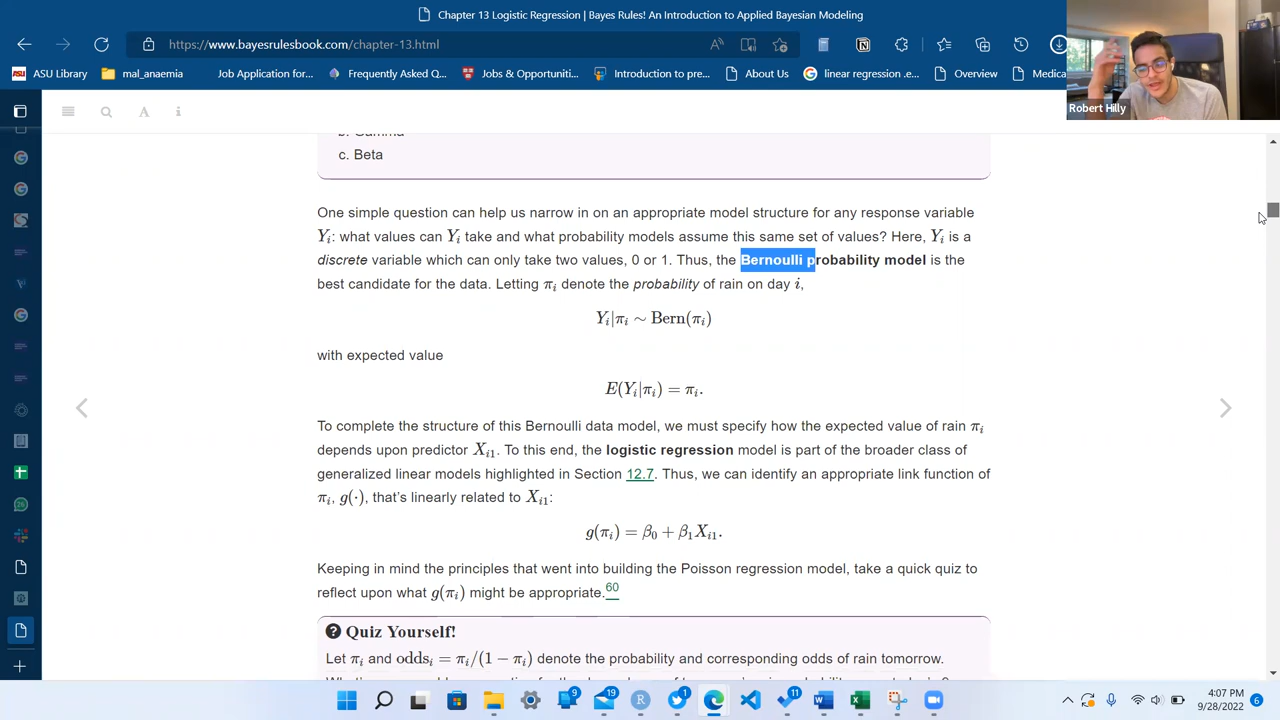 Chapter 13 Logistic Regression | Bayes Rules! An Introduction to Applied Bayesian Modeling
https://www.bayesrulesbook.com/chapter-13.html
ASU Library mal_anaemia Job Application for... Frequently Asked Q... Jobs & Opportuniti... Introduction to pre... About Us linear regression .e... Overview Medica
Robert Hilly
c. Beta
One simple question can help us narrow in on an appropriate model structure for any response variable
Yᵢ: what values can Yᵢ take and what probability models assume this same set of values? Here, Yᵢ is a
discrete variable which can only take two values, 0 or 1. Thus, the Bernoulli probability model is the
best candidate for the data. Letting πᵢ denote the probability of rain on day i,
Yᵢ|πᵢ ∼ Bern(πᵢ)
with expected value
E(Yᵢ|πᵢ) = πᵢ.
To complete the structure of this Bernoulli data model, we must specify how the expected value of rain πᵢ
depends upon predictor Xᵢ₁. To this end, the logistic regression model is part of the broader class of
generalized linear models highlighted in Section 12.7. Thus, we can identify an appropriate link function of
πᵢ, g(·), that's linearly related to Xᵢ₁:
g(πᵢ) = β₀ + β₁Xᵢ₁.
Keeping in mind the principles that went into building the Poisson regression model, take a quick quiz to
reflect upon what g(πᵢ) might be appropriate.60
Quiz Yourself!
Let πᵢ and oddsᵢ = πᵢ/(1 − πᵢ) denote the probability and corresponding odds of rain tomorrow.
4:07 PM
9/28/2022